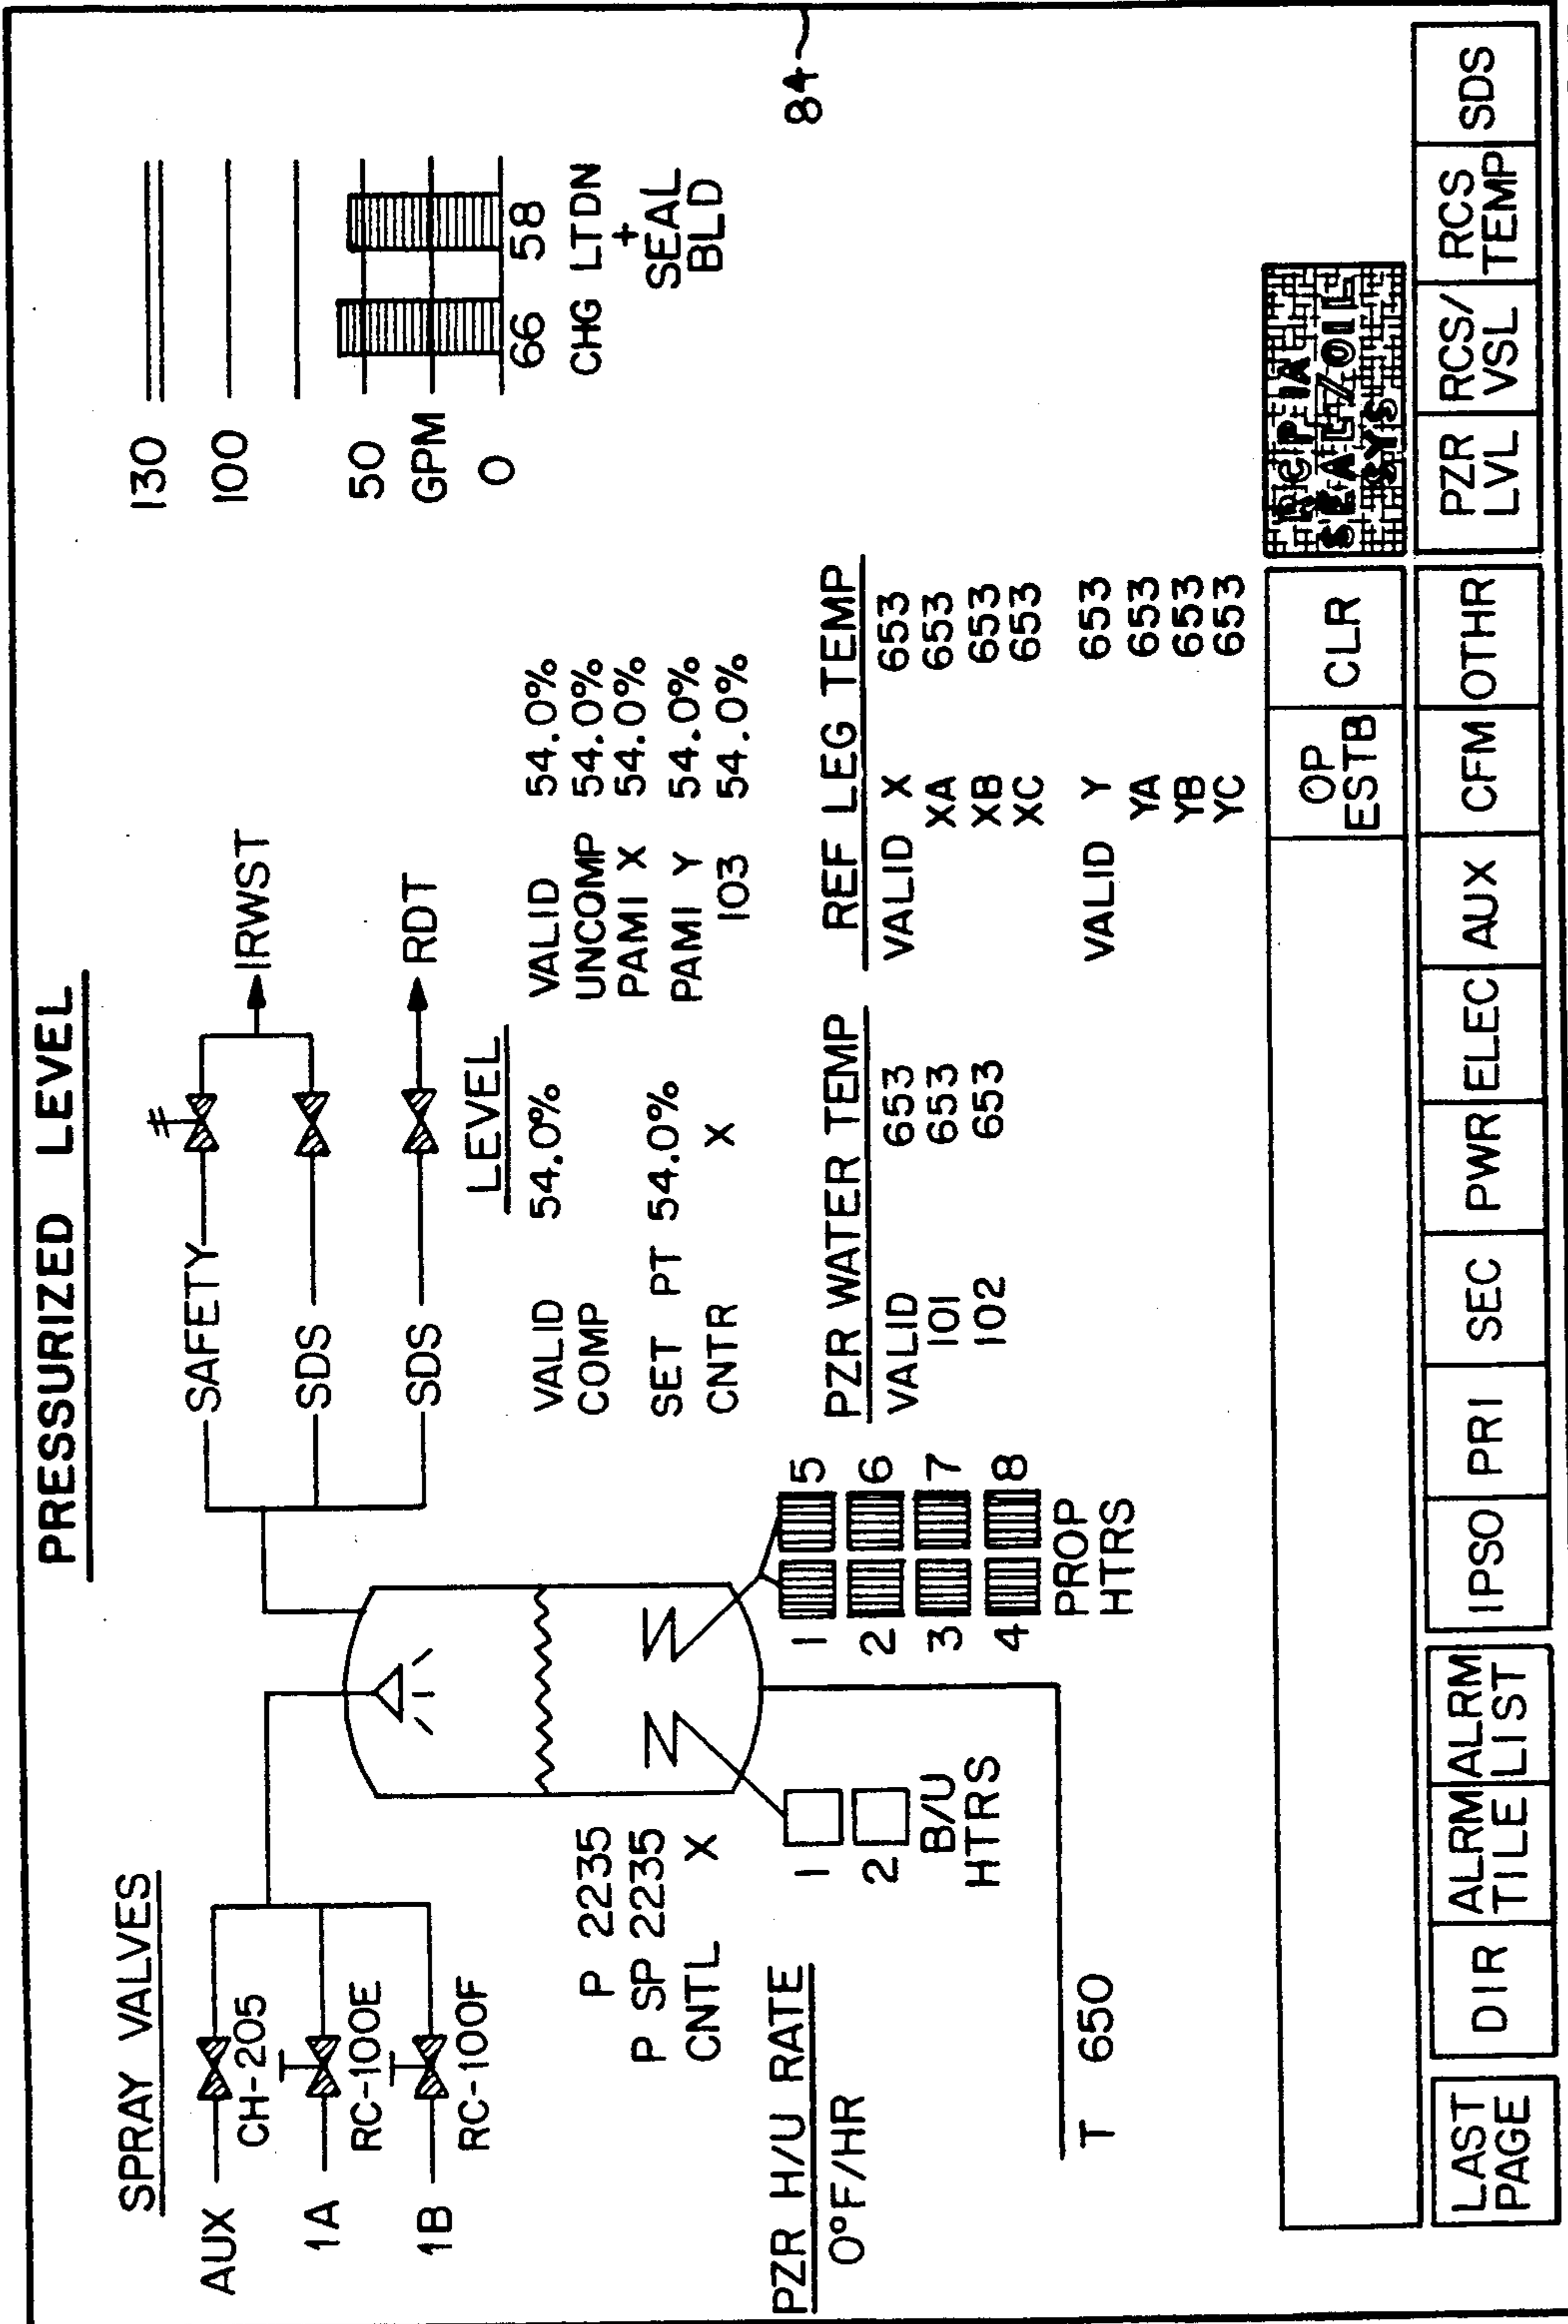 PRESSURIZED LEVEL
SPRAY VALVES
AUX
CH-205
1A
RC-100E
1B
RC-100F
SAFETY
SDS
SDS
IRWST
RDT
130
100
50
GPM
0
66
58
CHG
LTDN
+
SEAL
BLD
84
P 2235
P SP 2235
CNTL X
LEVEL
VALID 54.0%
COMP
SET PT 54.0%
CNTR X
VALID 54.0%
UNCOMP 54.0%
PAMI X 54.0%
PAMI Y 54.0%
103 54.0%
PZR H/U RATE
0°F/HR
1
2
B/U
HTRS
1 5
2 6
3 7
4 8
PROP
HTRS
T 650
PZR WATER TEMP
VALID 653
101 653
102 653
REF LEG TEMP
VALID X 653
XA 653
XB 653
XC 653
VALID Y 653
YA 653
YB 653
YC 653
OP
ESTB
CLR
RCP 1A
SEAL/OIL
SYS
LAST
PAGE
DIR
ALRM
TILE
ALRM
LIST
IPSO
PRI
SEC
PWR
ELEC
AUX
CFM
OTHR
PZR
LVL
RCS/
VSL
RCS
TEMP
SDS